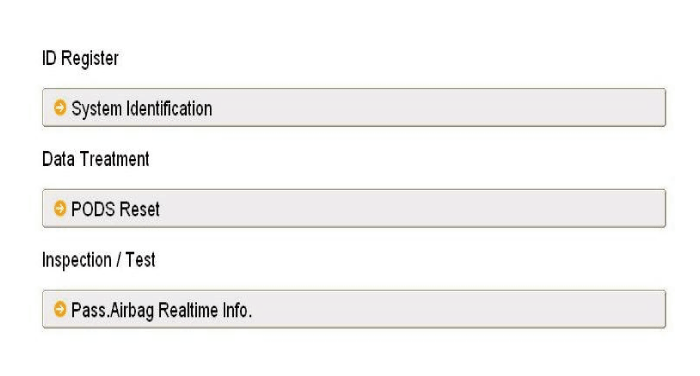 ID Register
System Identification
Data Treatment
PODS Reset
Inspection / Test
Pass.Airbag Realtime Info.